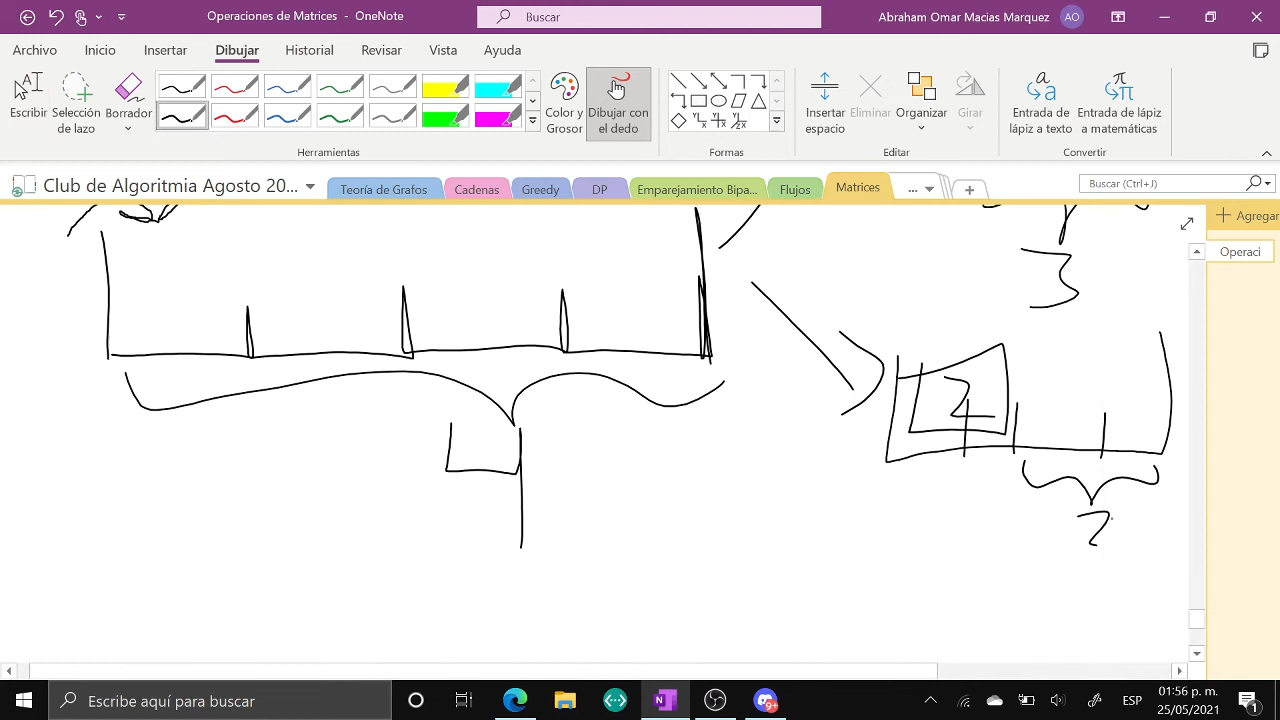 Operaciones de Matrices - OneNote
Buscar
Abraham Omar Macias Marquez
AO
Archivo Inicio Insertar Dibujar Historial Revisar Vista Ayuda
Escribir
Selección de lazo
Borrador
Color y Grosor
Dibujar con el dedo
Insertar espacio
Eliminar
Organizar
Girar
Entrada de lápiz a texto
Entrada de lápiz a matemáticas
Herramientas
Formas
Editar
Convertir
Club de Algoritmia Agosto 20...
Teoría de Grafos
Cadenas
Greedy
DP
Emparejamiento Bipa...
Flujos
Matrices
...
Buscar (Ctrl+J)
Agregar
Operaci
3
2
4
2
Escribe aquí para buscar
9+
ESP
01:56 p. m.
25/05/2021
1